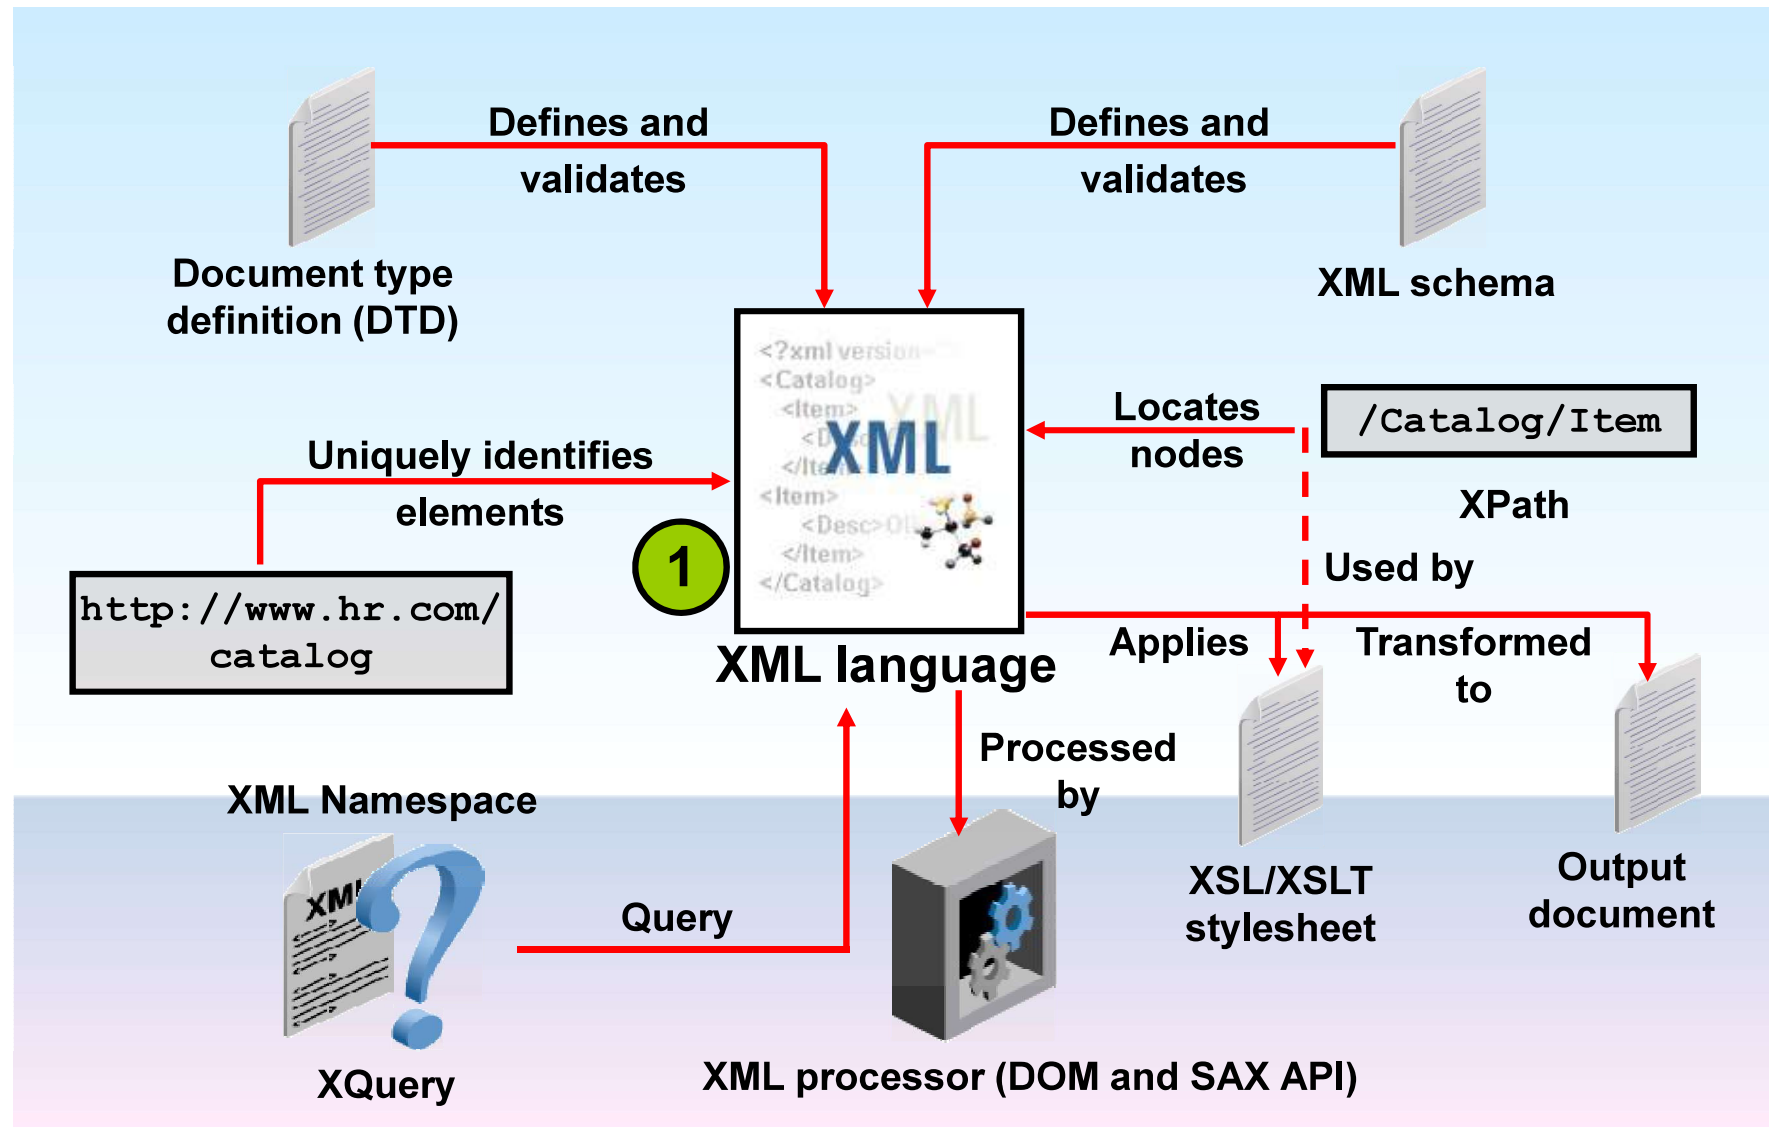 Defines and
validates
Defines and
validates
Document type
definition (DTD)
XML schema
<?xml version=
<Catalog>
<Item>
XML
<Item>
<Desc>
</Item>
</Catalog>
Locates
nodes
/Catalog/Item
XPath
Uniquely identifies
elements
1
Used by
http://www.hr.com/
catalog
XML language
Applies
Transformed
to
Processed
by
XML Namespace
XML
Query
XQuery
XML processor (DOM and SAX API)
XSL/XSLT
stylesheet
Output
document